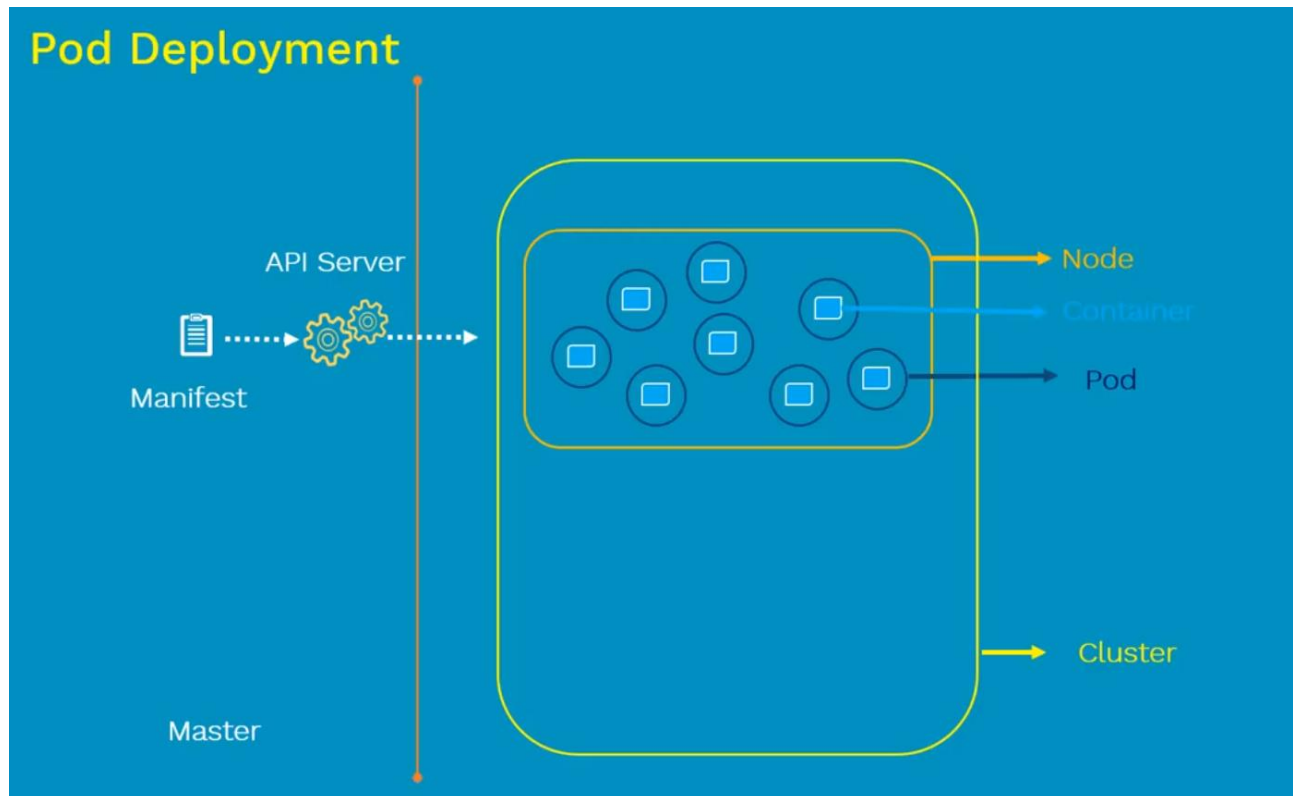 Pod Deployment
API Server
Manifest
Master
Node
Container
Pod
Cluster